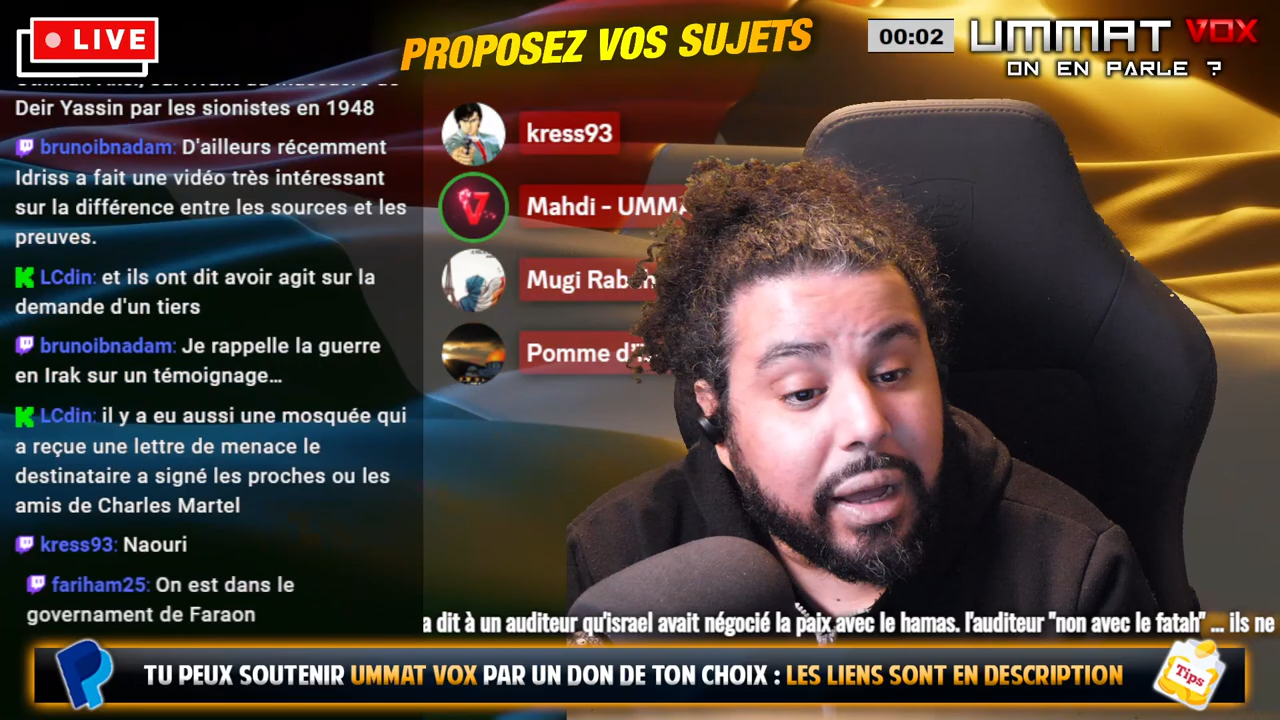 LIVE
PROPOSEZ VOS SUJETS
00:02
UMMAT VOX
ON EN PARLE ?
Deir Yassin par les sionistes en 1948
brunoibnadam: D'ailleurs récemment
Idriss a fait une vidéo très intéressant
sur la différence entre les sources et les
preuves.
LCdin: et ils ont dit avoir agit sur la
demande d'un tiers
brunoibnadam: Je rappelle la guerre
en Irak sur un témoignage...
LCdin: il y a eu aussi une mosquée qui
a reçue une lettre de menace le
destinataire a signé les proches ou les
amis de Charles Martel
kress93: Naouri
fariham25: On est dans le
governament de Faraon
kress93
Mahdi - UMMA
Mugi Rab
Pomme d'
a dit à un auditeur qu'israel avait négocié la paix avec le hamas. l'auditeur "non avec le fatah" ... ils ne
TU PEUX SOUTENIR UMMAT VOX PAR UN DON DE TON CHOIX : LES LIENS SONT EN DESCRIPTION
Tips